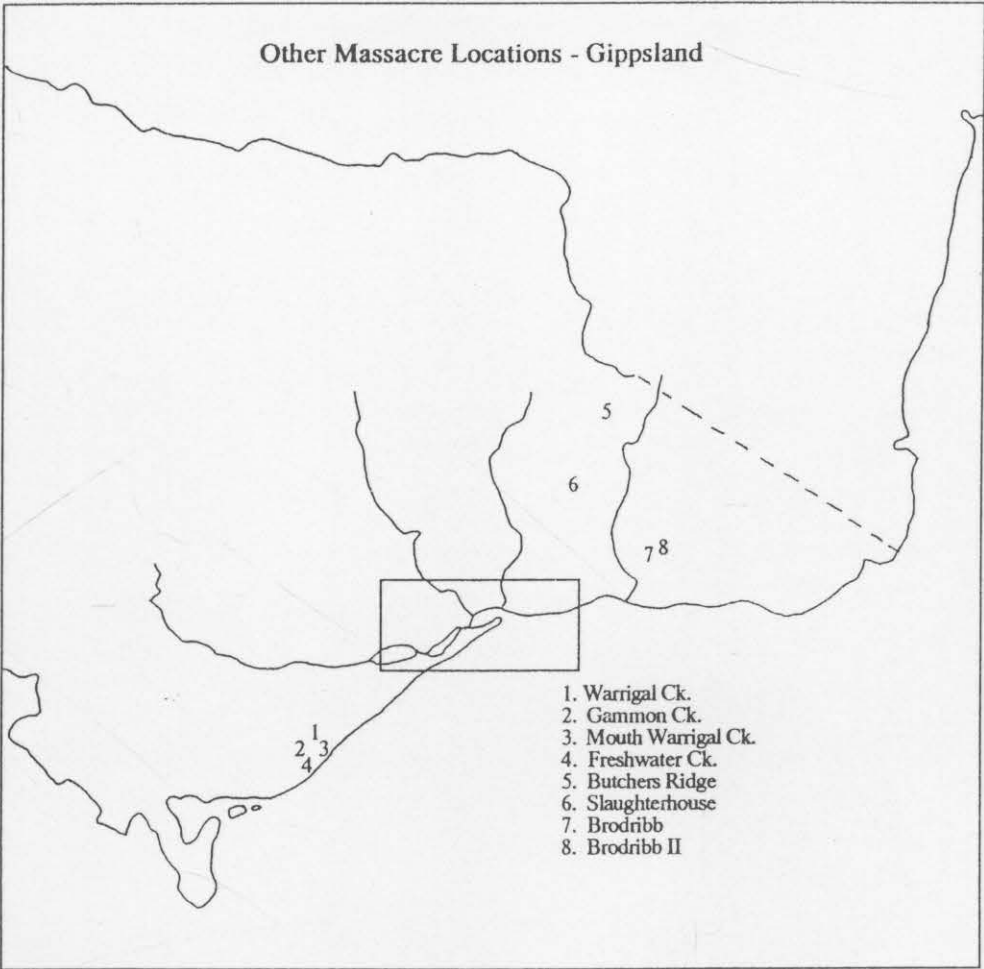 Other Massacre Locations - Gippsland
5
6
7 8
1
2 3
4
1. Warrigal Ck.
2. Gammon Ck.
3. Mouth Warrigal Ck.
4. Freshwater Ck.
5. Butchers Ridge
6. Slaughterhouse
7. Brodribb
8. Brodribb II